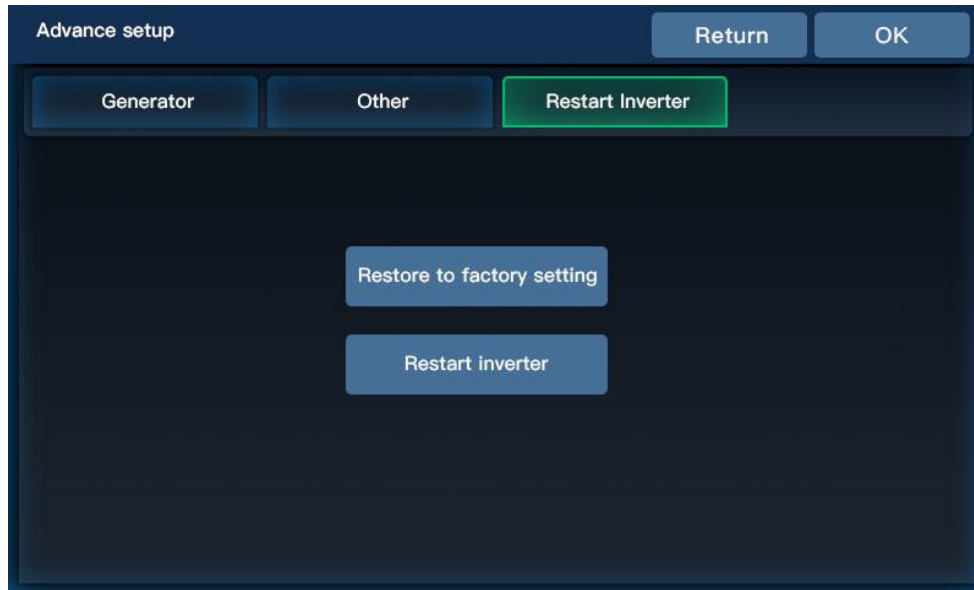 Advance setup
Return
OK
Generator
Other
Restart Inverter
Restore to factory setting
Restart inverter